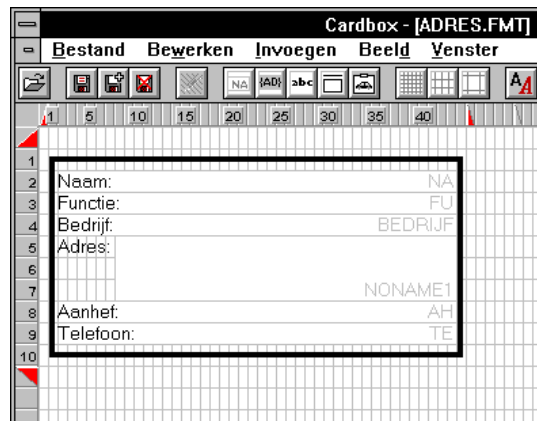 Cardbox - [ADRES.FMT]
Bestand Bewerken Invoegen Beeld Venster
NA {AD} abc AA
1 5 10 15 20 25 30 35 40
1
2 Naam: NA
3 Functie: FU
4 Bedrijf: BEDRIJF
5 Adres:
6
7 NONAME1
8 Aanhef: AH
9 Telefoon: TE
10